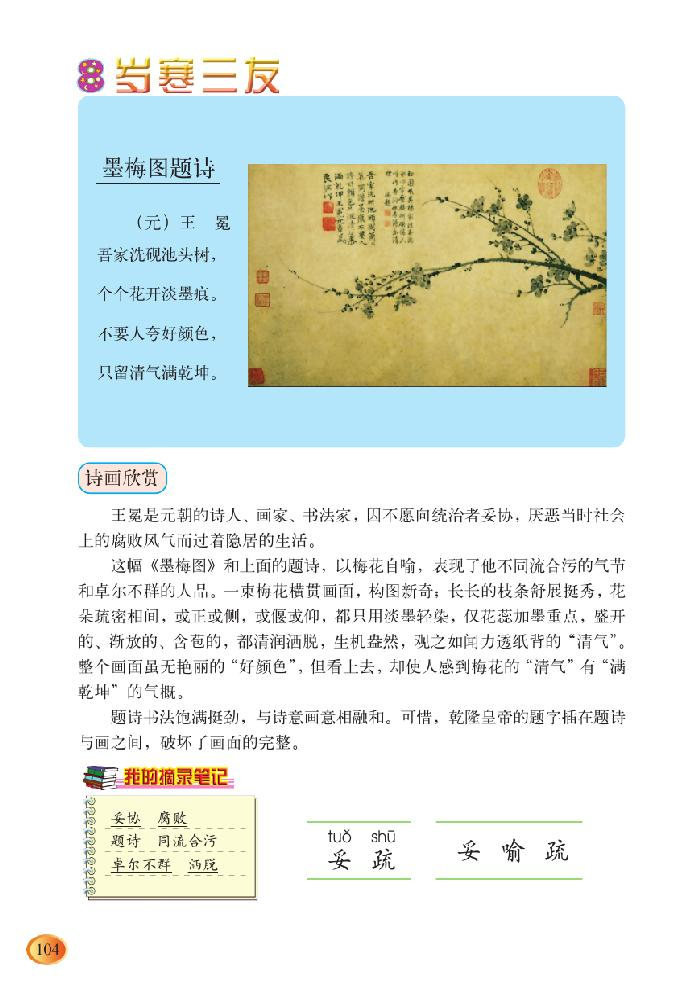 8 岁寒三友
墨梅图题诗
（元）王 冕
吾家洗砚池头树，
个个花开淡墨痕。
不要人夸好颜色，
只留清气满乾坤。
诗画欣赏
王冕是元朝的诗人、画家、书法家，因不愿向统治者妥协，厌恶当时社会
上的腐败风气而过着隐居的生活。
这幅《墨梅图》和上面的题诗，以梅花自喻，表现了他不同流合污的气节
和卓尔不群的人品。一束梅花横贯画面，构图新奇；长长的枝条舒展挺秀，花
朵疏密相间，或正或侧，或偃或仰，都只用淡墨轻染，仅花蕊加墨重点，盛开
的、渐放的、含苞的，都清润洒脱，生机盎然，观之如闻力透纸背的“清气”。
整个画面虽无艳丽的“好颜色”，但看上去，却使人感到梅花的“清气”有“满
乾坤”的气概。
题诗书法饱满挺劲，与诗意画意相融和。可惜，乾隆皇帝的题字插在题诗
与画之间，破坏了画面的完整。
我的摘录笔记
妥协 腐败
题诗 同流合污
卓尔不群 洒脱
tuǒ shū
妥 疏
妥 喻 疏
104